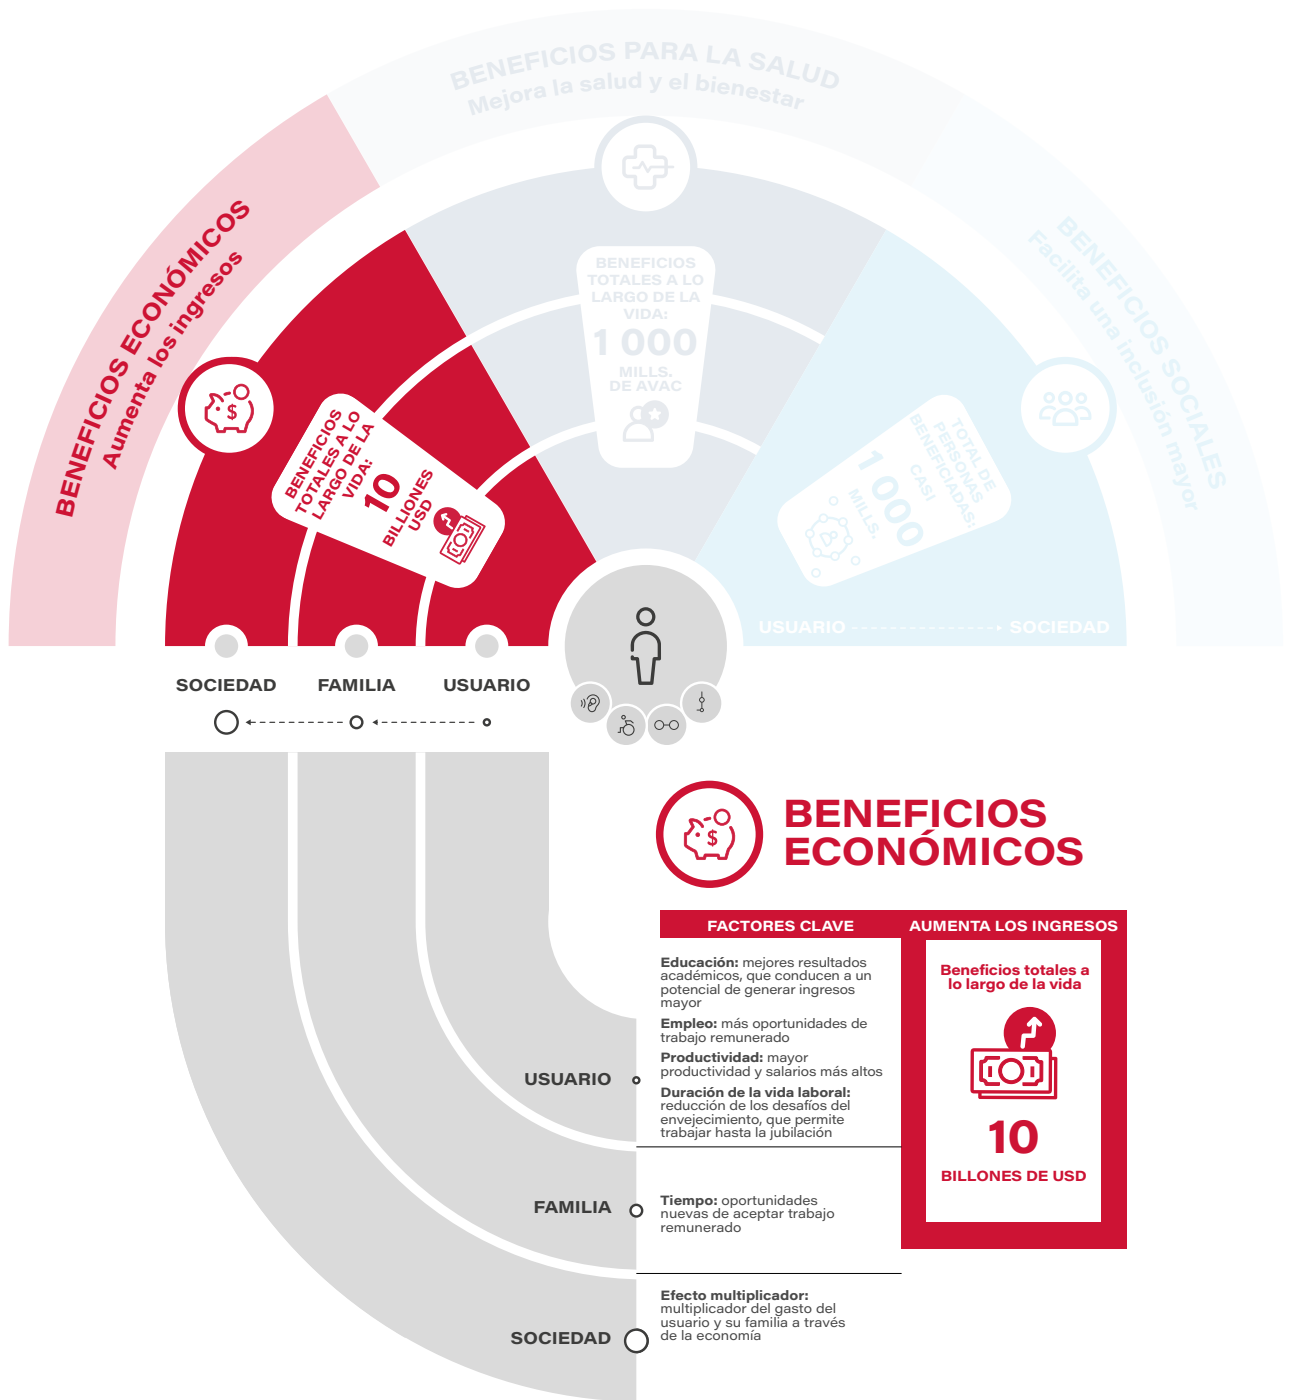 BENEFICIOS PARA LA SALUD
Mejora la salud y el bienestar
BENEFICIOS ECONÓMICOS
Aumenta los ingresos
BENEFICIOS SOCIALES
Facilita una inclusión mayor
BENEFICIOS
TOTALES A LO
LARGO DE LA
VIDA:
10
BILLIONES
USD
$
BENEFICIOS
TOTALES A LO
LARGO DE LA
VIDA:
1 000
MILLS.
DE AVAC
TOTAL DE
PERSONAS
BENEFICIADAS:
CASI
1 000
MILLS.
USUARIO
SOCIEDAD
SOCIEDAD
FAMILIA
USUARIO
$
BENEFICIOS
ECONÓMICOS
FACTORES CLAVE
AUMENTA LOS INGRESOS
Educación: mejores resultados
académicos, que conducen a un
potencial de generar ingresos
mayor
Empleo: más oportunidades de
trabajo remunerado
Productividad: mayor
productividad y salarios más altos
Duración de la vida laboral:
reducción de los desafíos del
envejecimiento, que permite
trabajar hasta la jubilación
Beneficios totales a
lo largo de la vida
10
BILLONES DE USD
USUARIO
FAMILIA
Tiempo: oportunidades
nuevas de aceptar trabajo
remunerado
SOCIEDAD
Efecto multiplicador:
multiplicador del gasto del
usuario y su familia a través
de la economía